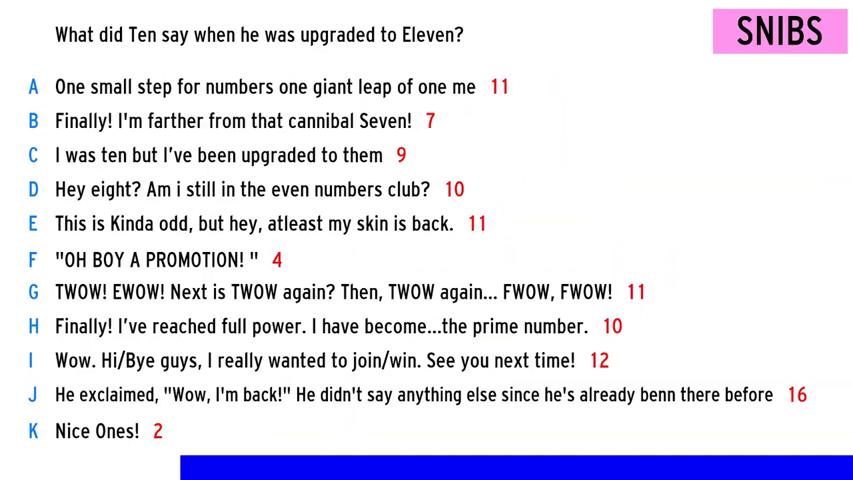 What did Ten say when he was upgraded to Eleven?
SNIBS
A One small step for numbers one giant leap of one me 11
B Finally! I'm farther from that cannibal Seven! 7
C I was ten but I’ve been upgraded to them 9
D Hey eight? Am i still in the even numbers club? 10
E This is Kinda odd, but hey, atleast my skin is back. 11
F "OH BOY A PROMOTION! " 4
G TWOW! EWOW! Next is TWOW again? Then, TWOW again... FWOW, FWOW! 11
H Finally! I’ve reached full power. I have become...the prime number. 10
I Wow. Hi/Bye guys, I really wanted to join/win. See you next time! 12
J He exclaimed, "Wow, I'm back!" He didn't say anything else since he's already benn there before 16
K Nice Ones! 2